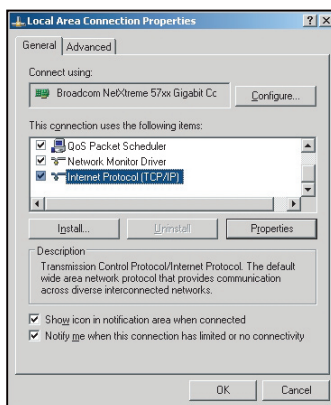 Local Area Connection Properties
General Advanced
Connect using:
Broadcom NetXtreme 57xx Gigabit Cc Configure...
This connection uses the following items:
QoS Packet Scheduler
Network Monitor Driver
Internet Protocol (TCP/IP)
Install... Uninstall Properties
Description
Transmission Control Protocol/Internet Protocol. The default
wide area network protocol that provides communication
across diverse interconnected networks.
Show icon in notification area when connected
Notify me when this connection has limited or no connectivity
OK Cancel